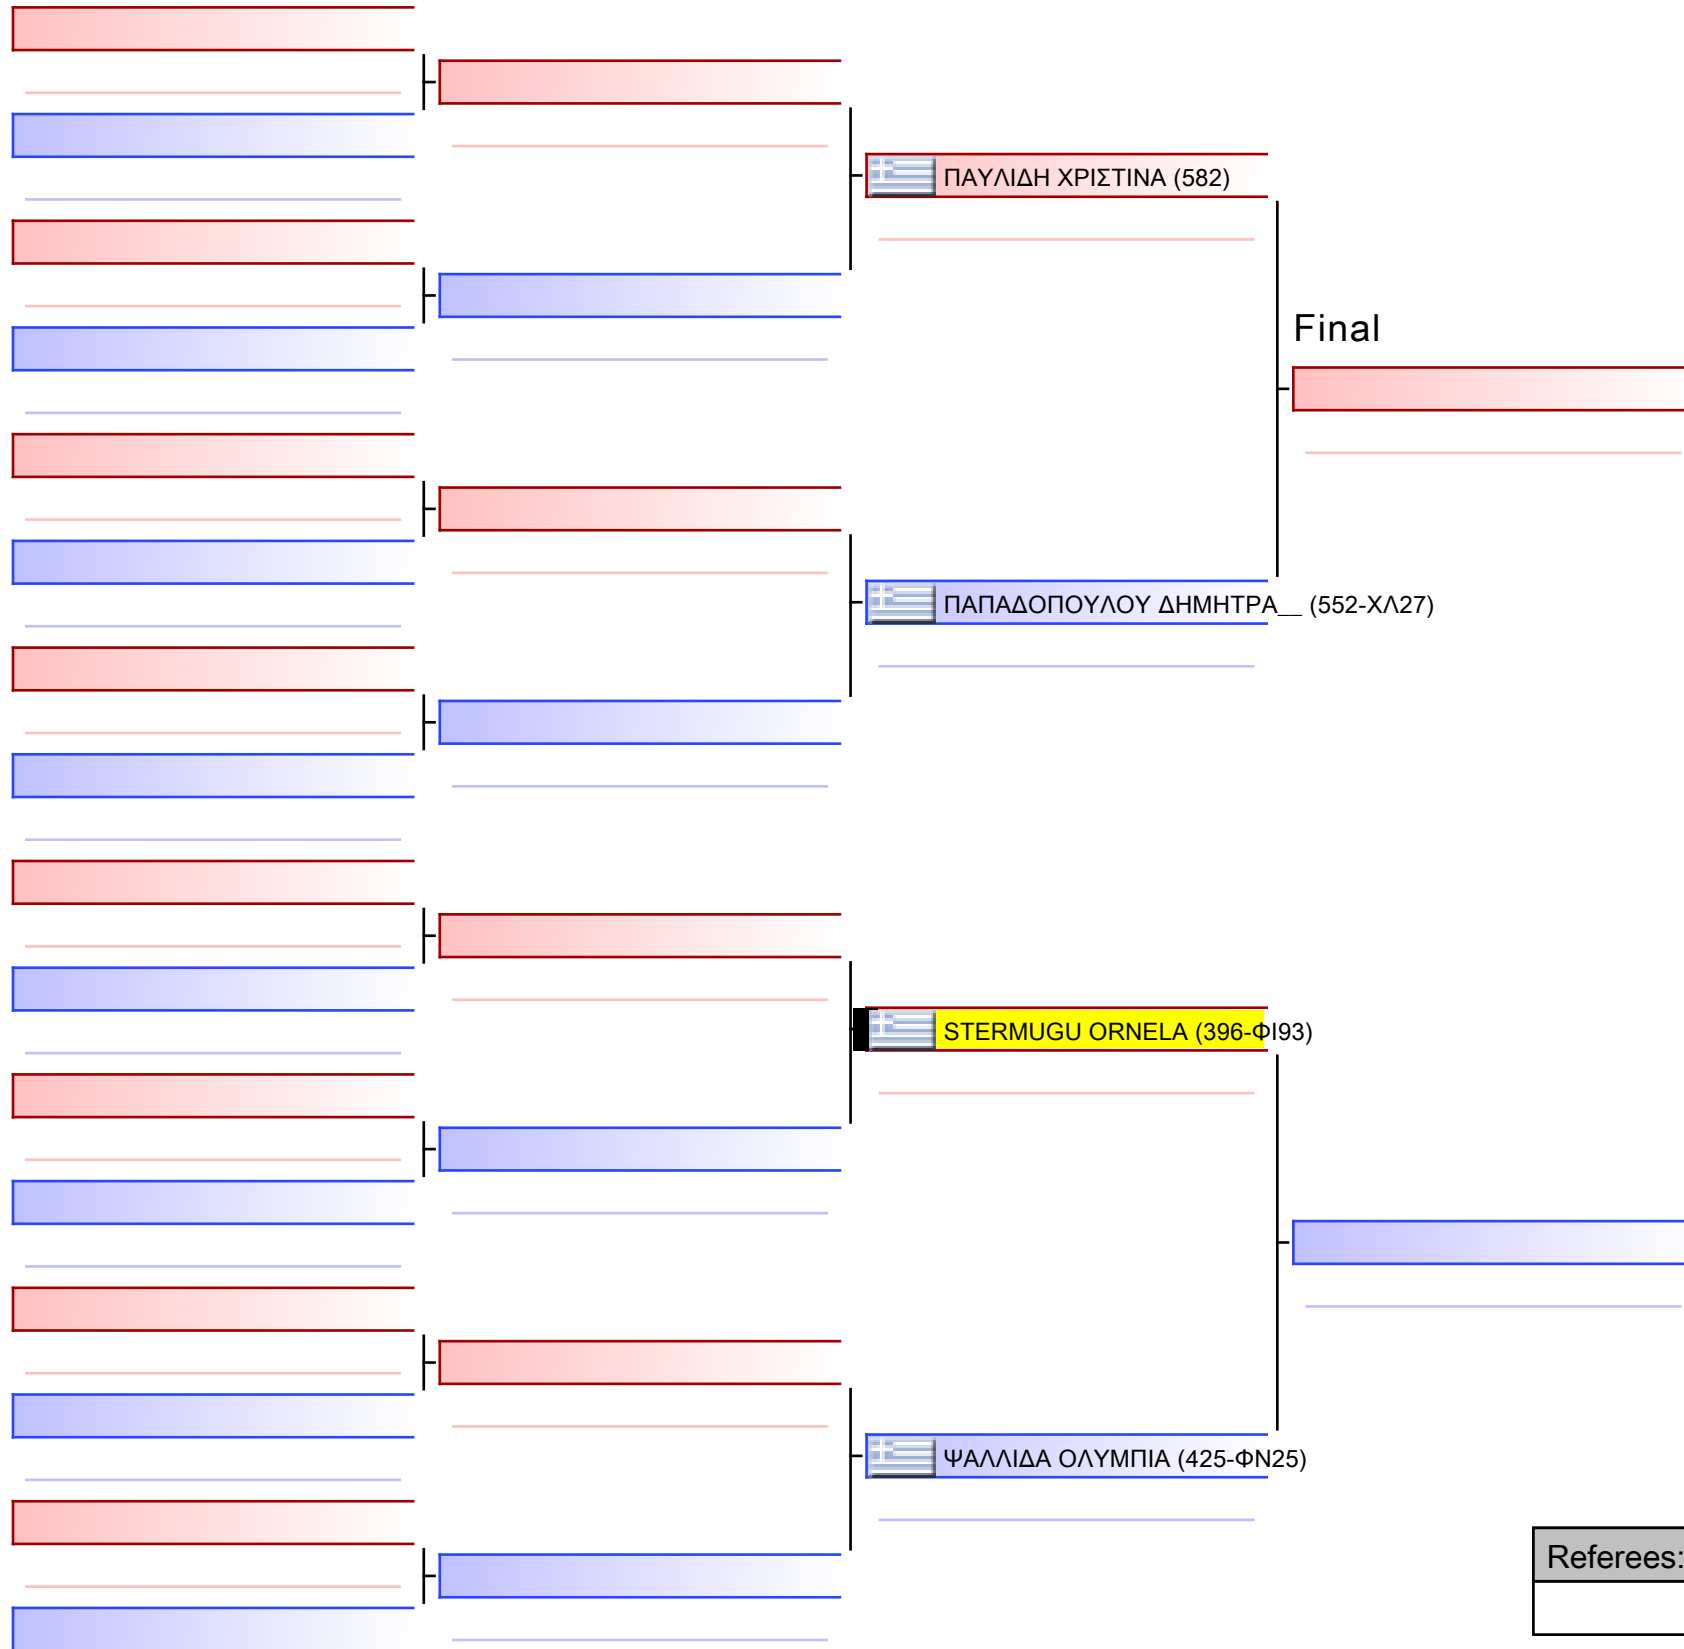 ΠΑΥΛΙΔΗ ΧΡΙΣΤΙΝΑ (582)
Final
ΠΑΠΑΔΟΠΟΥΛΟΥ ΔΗΜΗΤΡΑ__ (552-ΧΛ27)
STERMUGU ORNELA (396-ΦΙ93)
ΨΑΛΛΙΔΑ ΟΛΥΜΠΙΑ (425-ΦΝ25)
Referees: